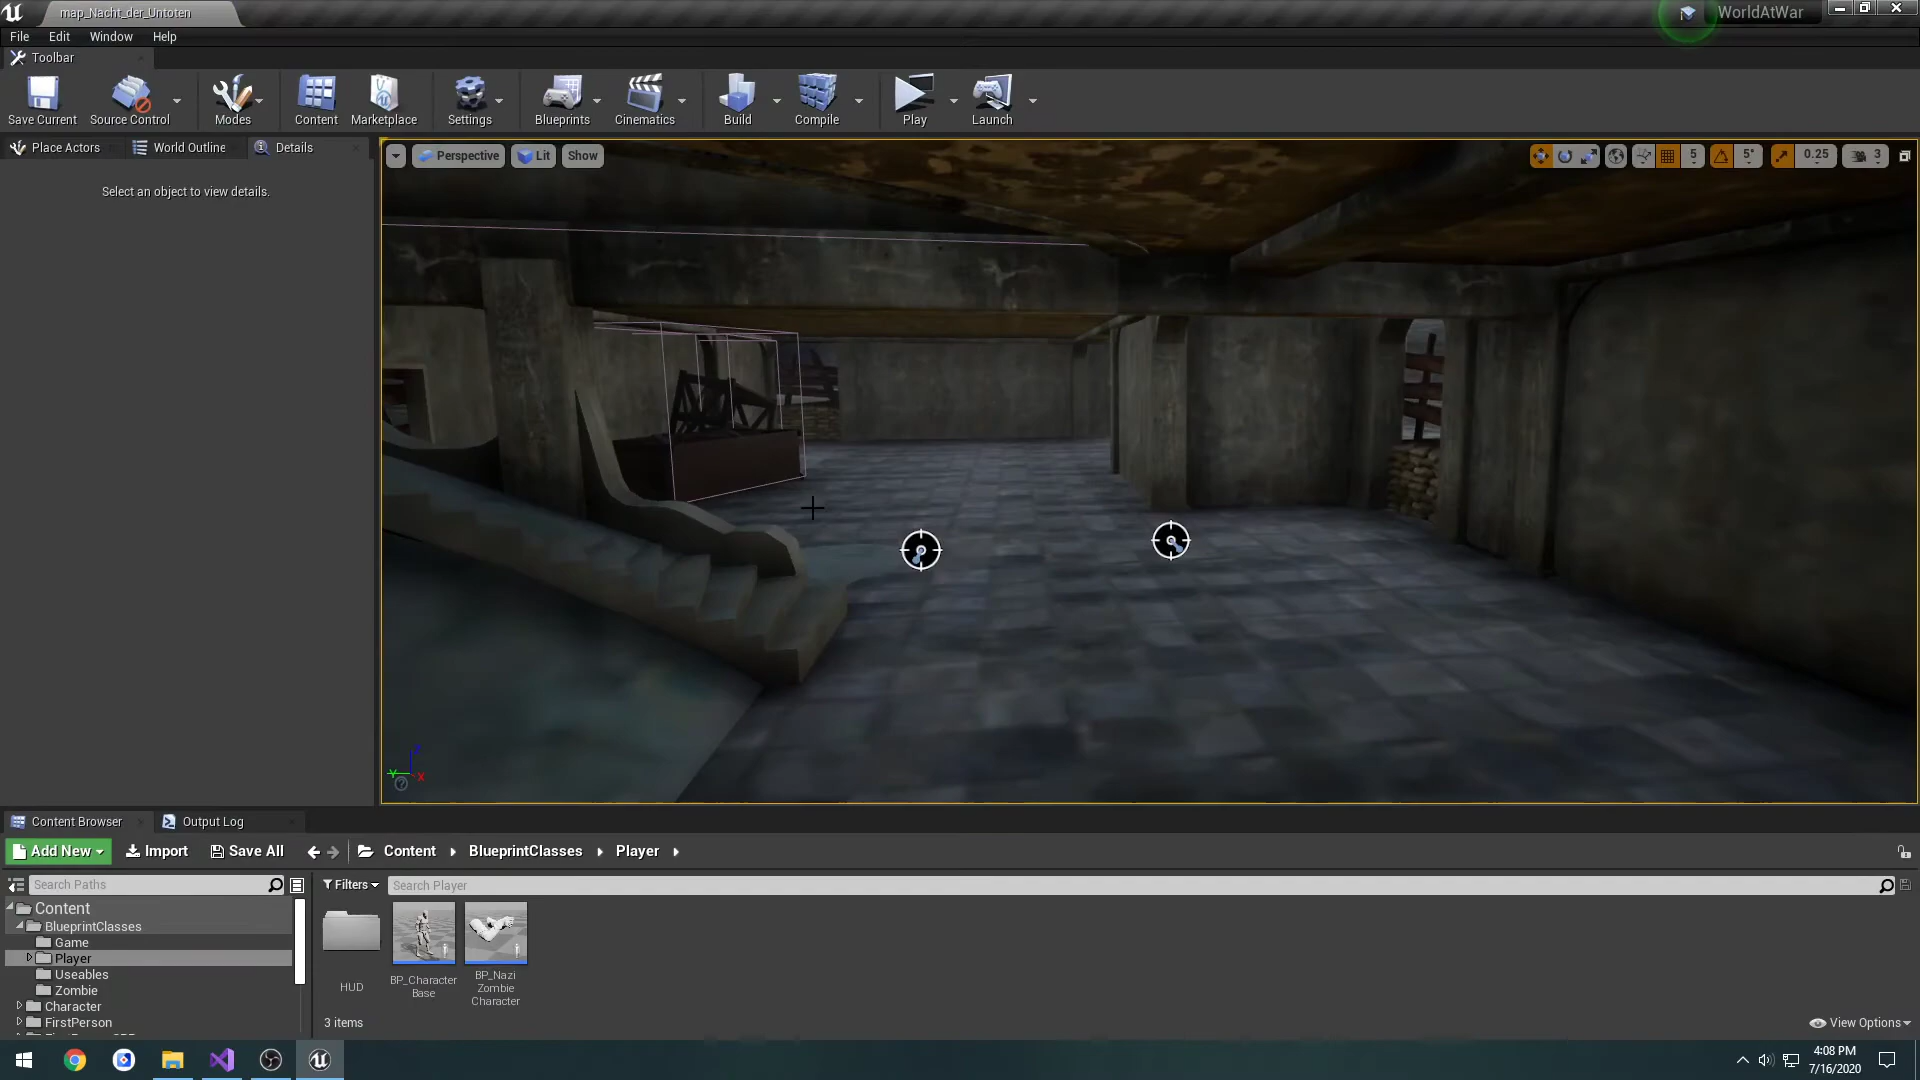 map_Nacht_der_Untoten
WorldAtWar
File Edit Window Help
Toolbar
Save Current Source Control Modes Content Marketplace Settings Blueprints Cinematics Build Compile Play Launch
Place Actors World Outline Details
Select an object to view details.
Perspective Lit Show
5 5° 0.25 3
Content Browser Output Log
Add New Import Save All Content BlueprintClasses Player
Search Paths
Filters Search Player
Content
BlueprintClasses
Game
Player
Useables
Zombie
Character
FirstPerson
HUD
BP_Character
Base
BP_Nazi
Zombie
Character
3 items
View Options
4:08 PM
7/16/2020